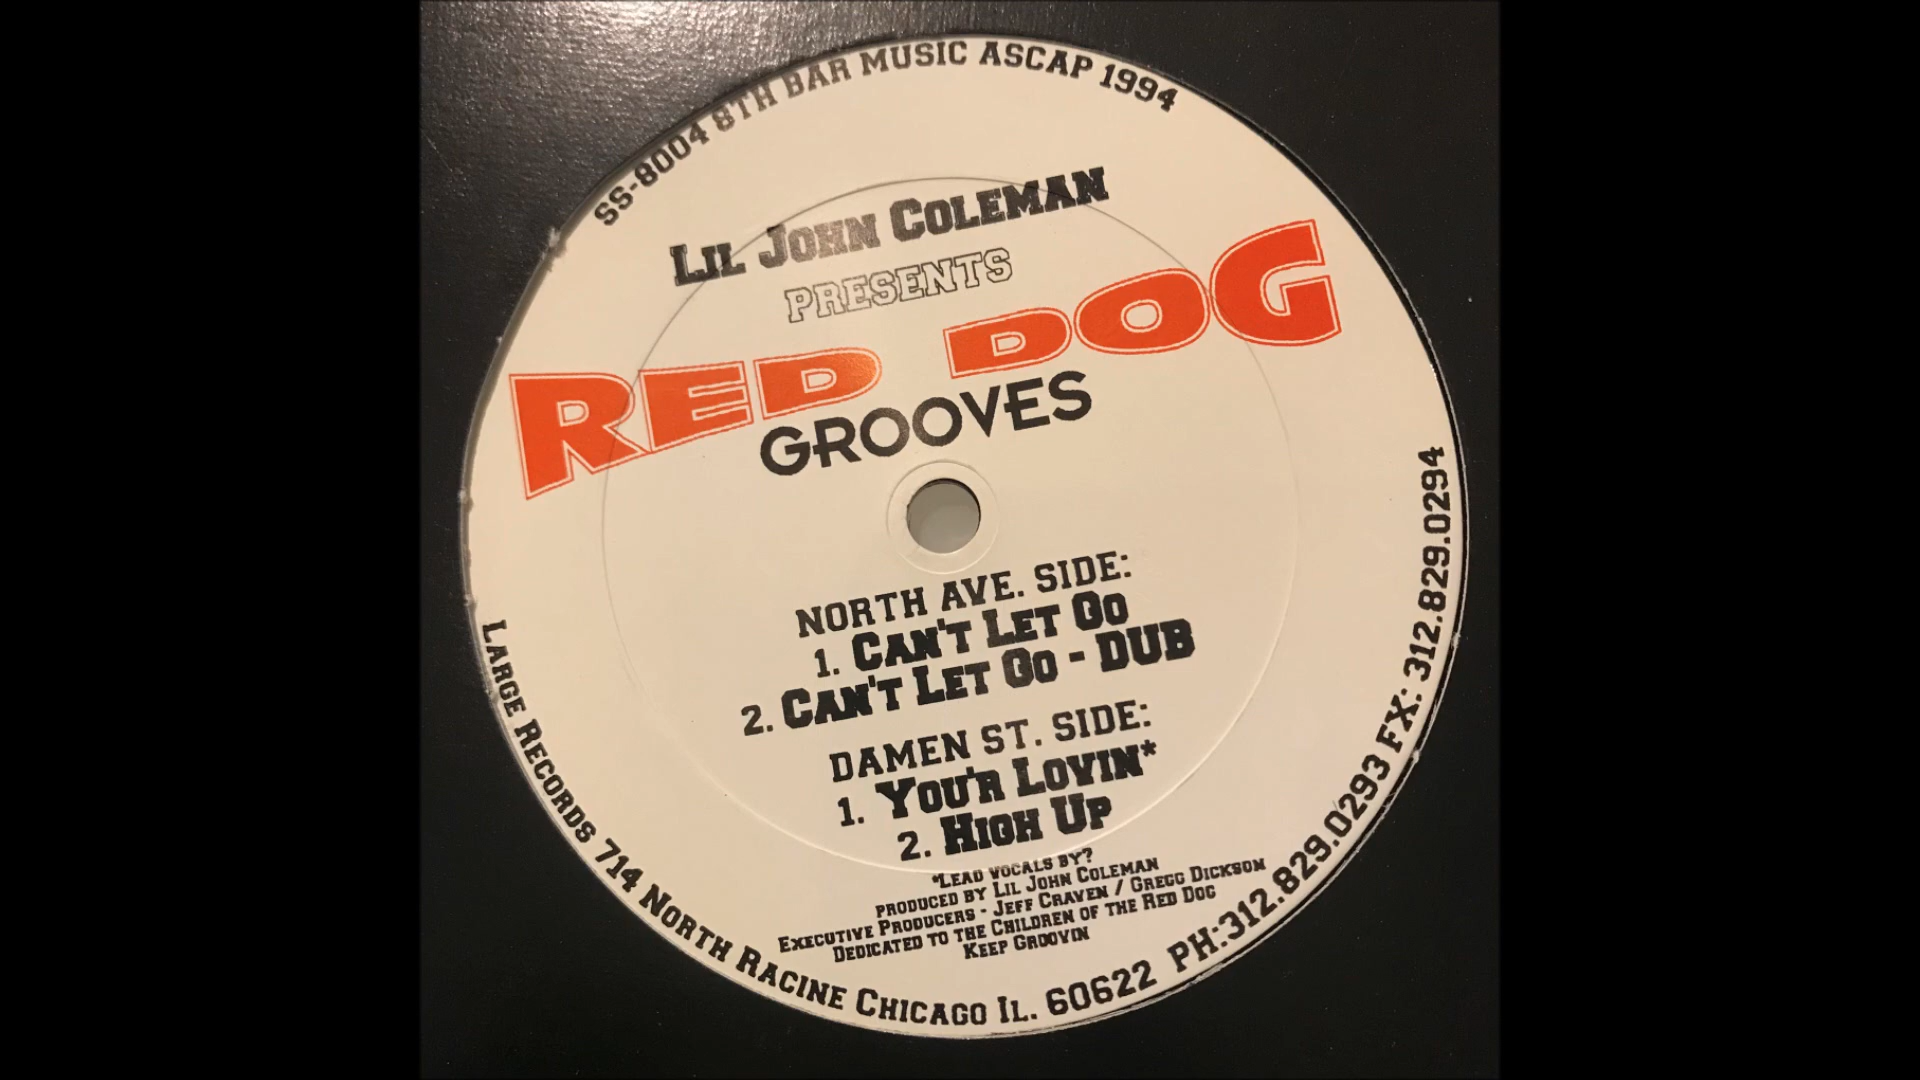 SS-8004 8TH BAR MUSIC ASCAP 1994
LIL JOHN COLEMAN
PRESENTS
RED DOG
GROOVES
NORTH AVE. SIDE:
1. CAN'T LET GO
2. CAN'T LET GO - DUB
DAMEN ST. SIDE:
1. YOU'R LOVIN*
2. HIGH UP
*LEAD VOCALS BY?
PRODUCED BY LIL JOHN COLEMAN
EXECUTIVE PRODUCERS - JEFF CRAVEN / GREGG DICKSON
DEDICATED TO THE CHILDREN OF THE RED DOG
KEEP GROOVIN
LARGE RECORDS 714 NORTH RACINE CHICAGO IL. 60622 PH:312.829.0293 FX: 312.829.0294